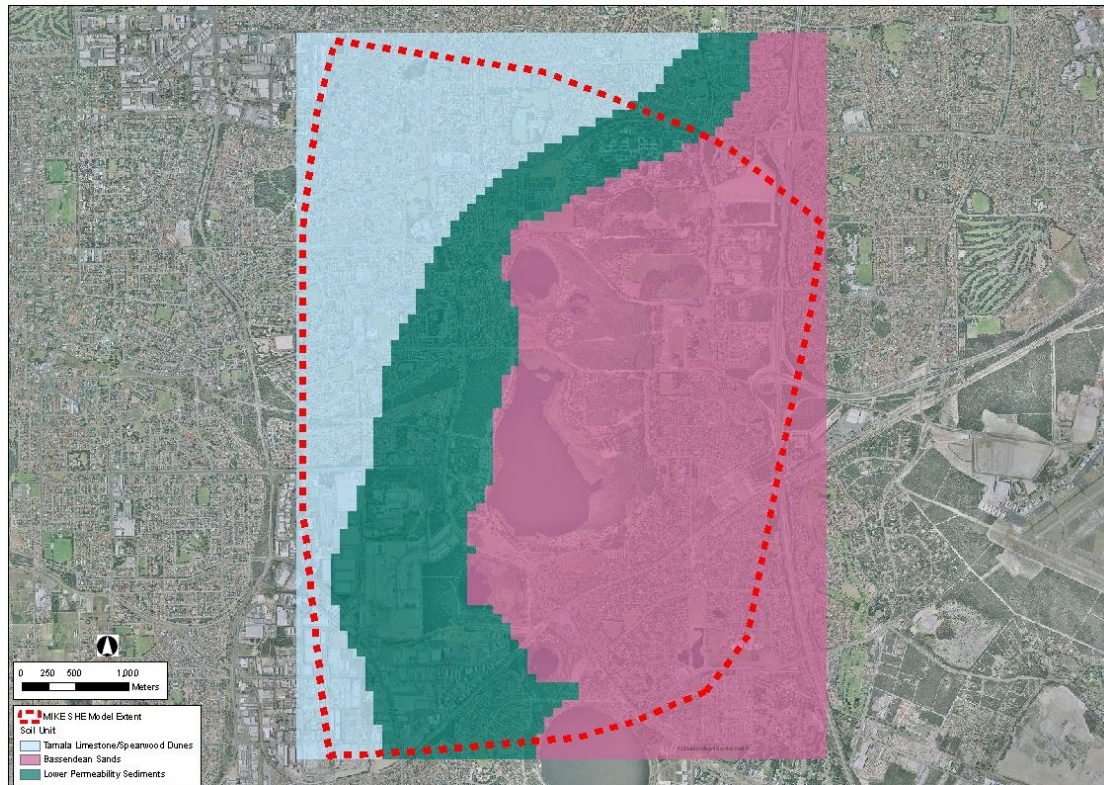 0 250 500 1,000
Meters
MIKE SHE Model Extent
Soil Unit
Tamala Limestone/Spearwood Dunes
Bassendean Sands
Lower Permeability Sediments